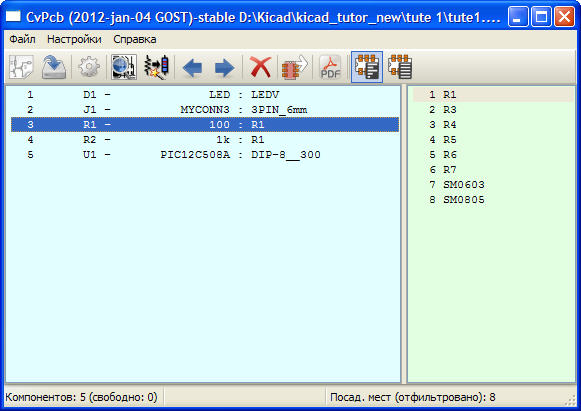 CvPcb (2012-jan-04 GOST)-stable D:\Kicad\kicad_tutor_new\tute 1\tute1....
Файл Настройки Справка
PDF
1 D1 - LED : LEDV
2 J1 - MYCONN3 : 3PIN_6mm
3 R1 - 100 : R1
4 R2 - 1k : R1
5 U1 - PIC12C508A : DIP-8__300
1 R1
2 R3
3 R4
4 R5
5 R6
6 R7
7 SM0603
8 SM0805
Компонентов: 5 (свободно: 0) Посад. мест (отфильтровано): 8